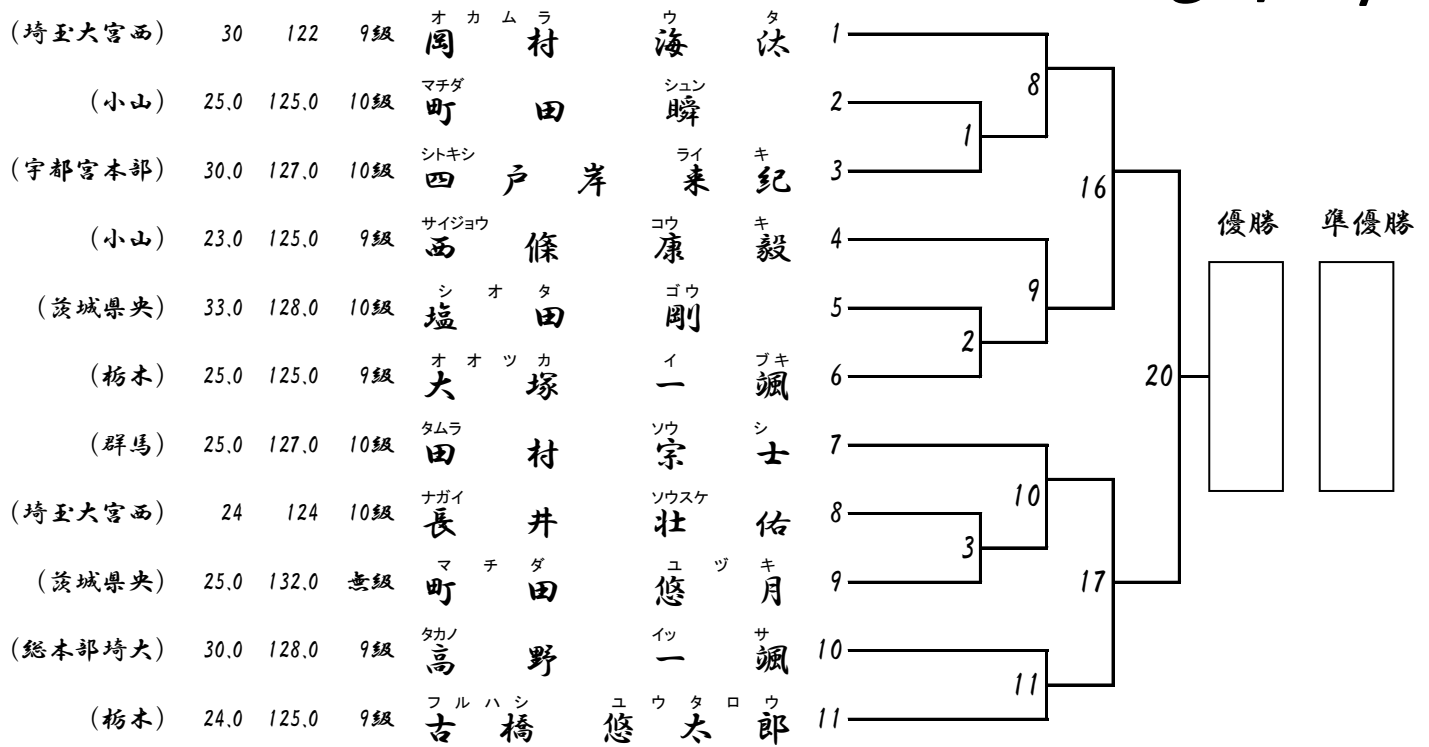 オカムラ ウ タ
(埼玉大宮西) 30 122 9級 岡村 海汰 1
8
マチダ シュン
(小山) 25.0 125.0 10級 町田 瞬 2
1
シトキシ ライ キ
(宇都宮本部) 30.0 127.0 10級 四戸岸 来紀 3
16
サイジョウ コウ キ
(小山) 23.0 125.0 9級 西條 康毅 4
優勝 準優勝
シオタ ゴウ
(茨城県央) 33.0 128.0 10級 塩田 剛 5
9
2
オオツカ イ ブキ
(栃木) 25.0 125.0 9級 大塚 一颯 6
20
タムラ ソウ シ
(群馬) 25.0 127.0 10級 田村 宗士 7
10
ナガイ ソウスケ
(埼玉大宮西) 24 124 10級 長井 壮佑 8
3
マチダ ユヅキ
(茨城県央) 25.0 132.0 無級 町田 悠月 9
17
タカノ イッ サ
(総本部埼大) 30.0 128.0 9級 高野 一颯 10
11
フルハシ ユウタロウ
(栃木) 24.0 125.0 9級 古橋 悠太郎 11